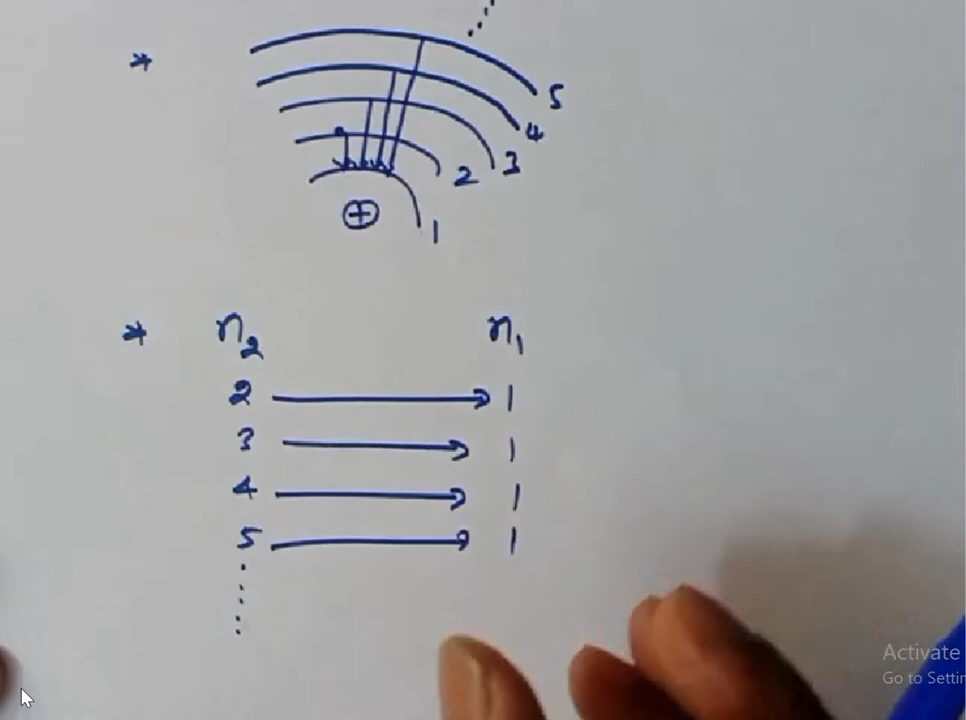 *
5
4
3
2
⊕
1
* n₂ n₁
2 → 1
3 → 1
4 → 1
5 → 1
Activate
Go to Settin